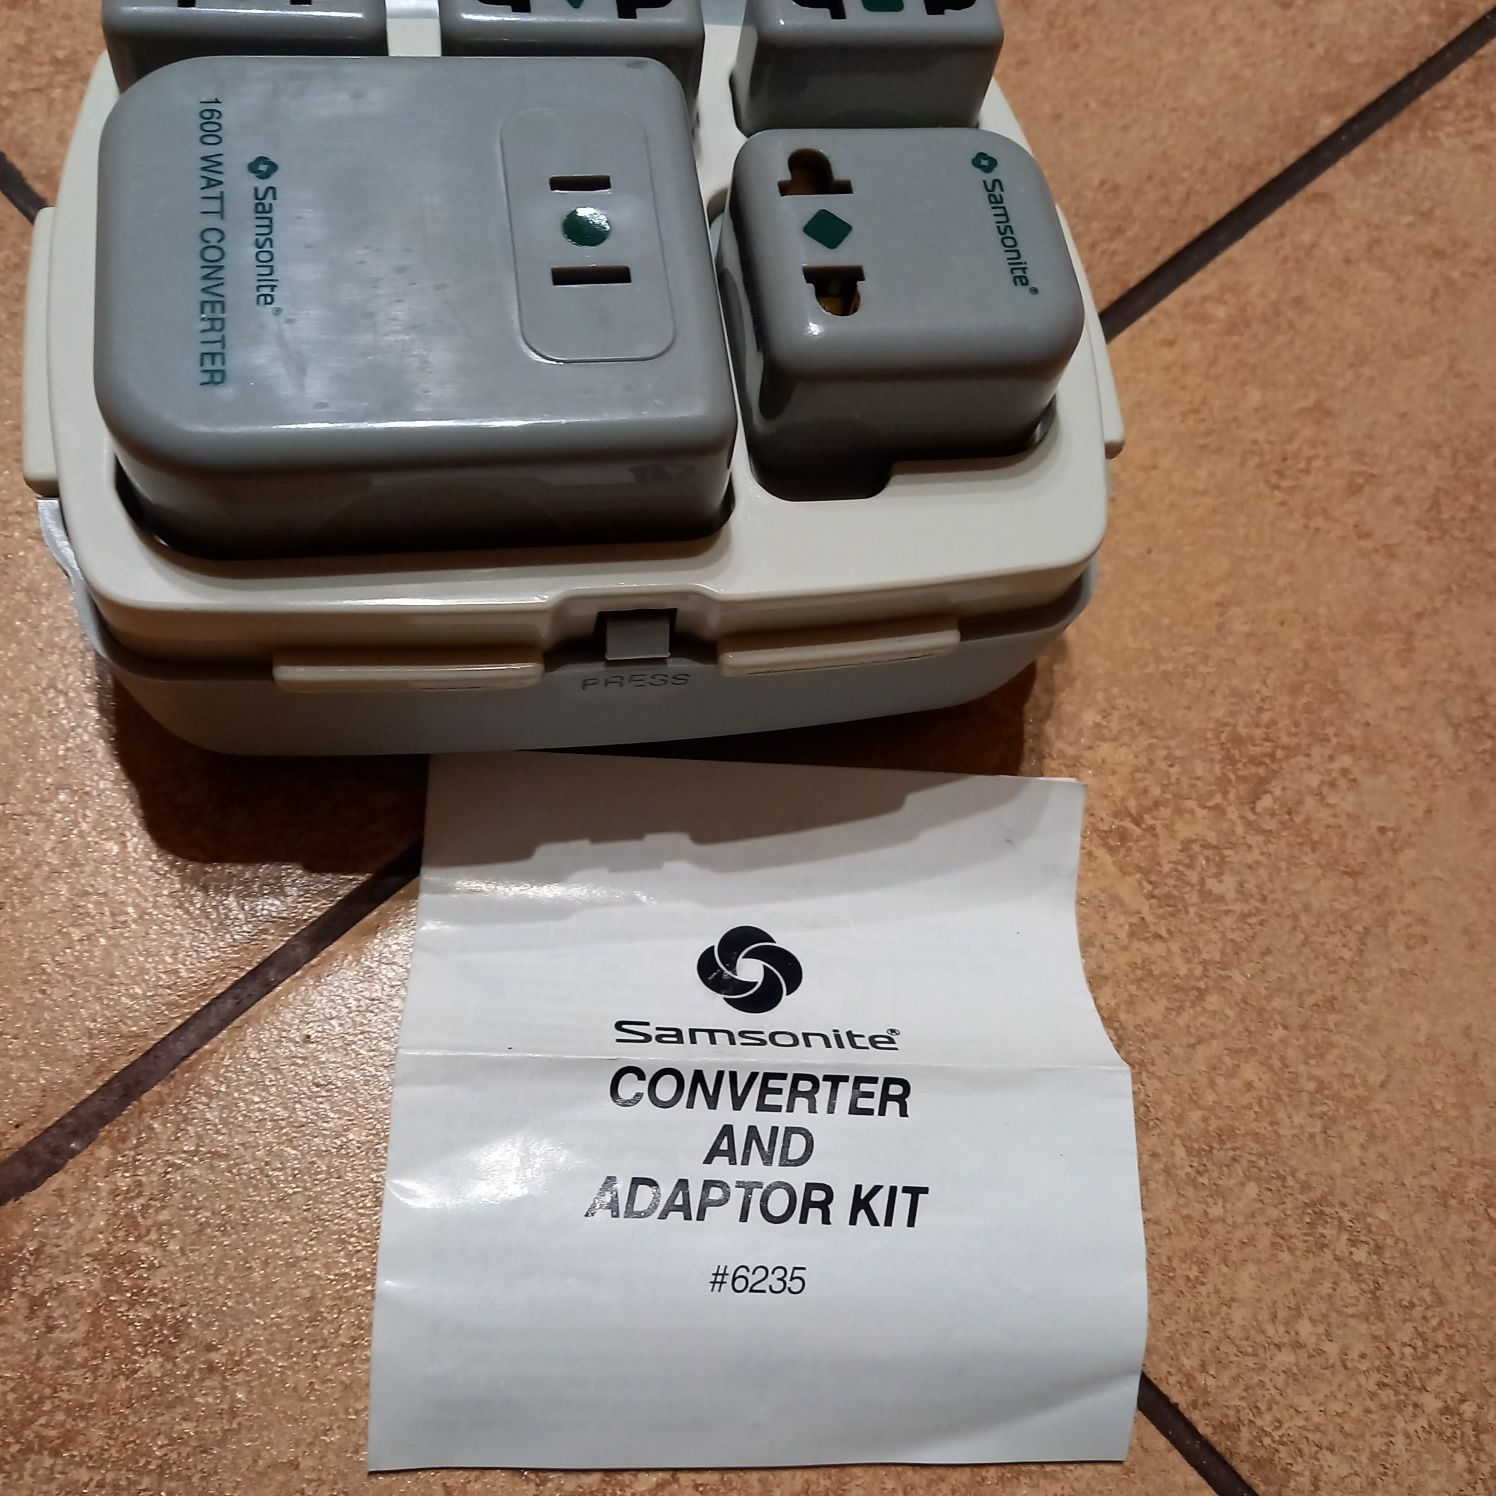 1600 WATT CONVERTER
Samsonite®
Samsonite®
PRESS
Samsonite®
CONVERTER
AND
ADAPTOR KIT
#6235